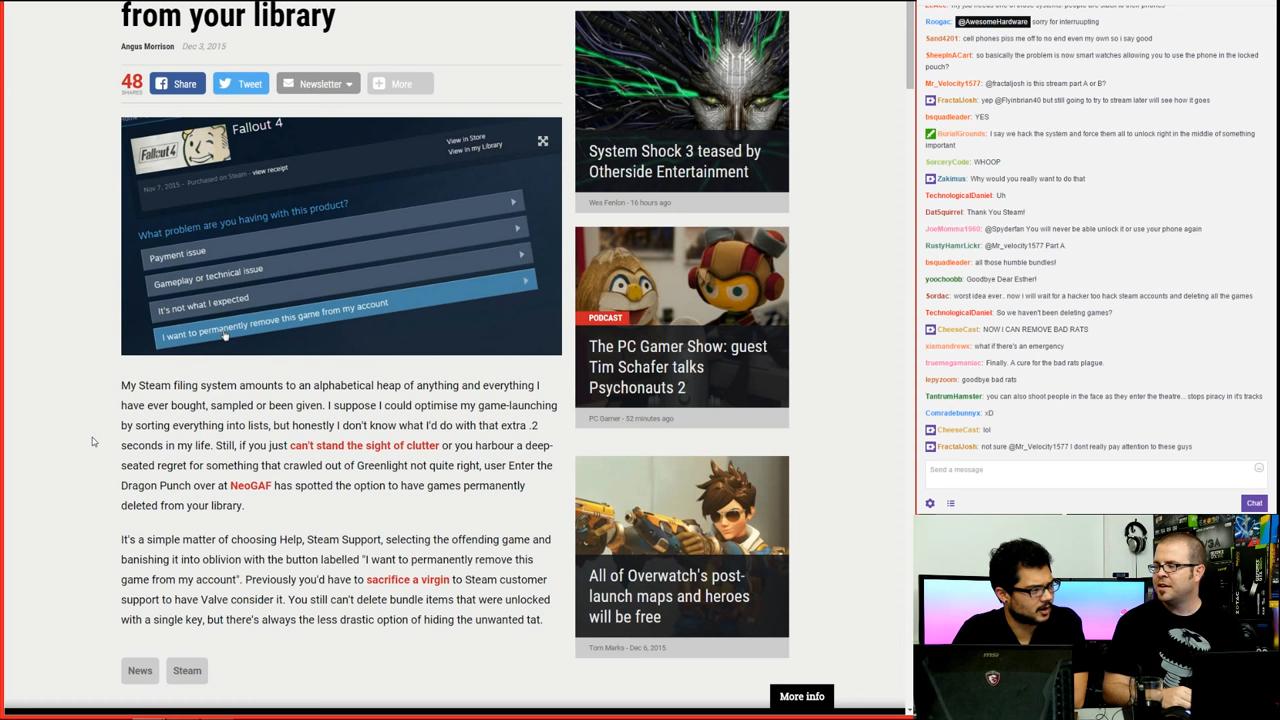 from your library
Angus Morrison Dec 3, 2015
48
SHARES
Share
Tweet
Newsletter
More
Fallout 4
Fallout 4
View in Store
View in my Library
Nov 7, 2015 - Purchased on Steam - view receipt
What problem are you having with this product?
Payment issue
Gameplay or technical issue
It's not what I expected
I want to permanently remove this game from my account
My Steam filing system amounts to an alphabetical heap of anything and everything I
have ever bought, sampled or been given. I suppose I could optimise my game-launching
by sorting everything into lists, but honestly I don't know what I'd do with that extra .2
seconds in my life. Still, if you just can't stand the sight of clutter or you harbour a deep-
seated regret for something that crawled out of Greenlight not quite right, user Enter the
Dragon Punch over at NeoGAF has spotted the option to have games permanently
deleted from your library.
It's a simple matter of choosing Help, Steam Support, selecting the offending game and
banishing it into oblivion with the button labelled "I want to permanently remove this
game from my account". Previously you'd have to sacrifice a virgin to Steam customer
support to have Valve consider it. You still can't delete bundle items that were unlocked
with a single key, but there's always the less drastic option of hiding the unwanted tat.
News
Steam
System Shock 3 teased by
Otherside Entertainment
Wes Fenlon - 16 hours ago
PODCAST
The PC Gamer Show: guest
Tim Schafer talks
Psychonauts 2
PC Gamer - 52 minutes ago
All of Overwatch's post-
launch maps and heroes
will be free
Tom Marks - Dec 6, 2015
More info
Roogac: @AwesomeHardware sorry for interruupting
Sand4201: cell phones piss me off to no end even my own so i say good
SheepInACart: so basically the problem is now smart watches allowing you to use the phone in the locked
pouch?
Mr_Velocity1577: @fractaljosh is this stream part A or B?
FractalJosh: yep @Flyinbrian40 but still going to try to stream later will see how it goes
bsquadleader: YES
BurialGrounds: I say we hack the system and force them all to unlock right in the middle of something
important
SorceryCode: WHOOP
Zakimus: Why would you really want to do that
TechnologicalDaniel: Uh
DatSquirrel: Thank You Steam!
JoeMomma1960: @Spyderfan You will never be able unlock it or use your phone again
RustyHamrLickr: @Mr_velocity1577 Part A
bsquadleader: all those humble bundles!
yoochoobb: Goodbye Dear Esther!
Sordac: worst idea ever.. now i will wait for a hacker too hack steam accounts and deleting all the games
TechnologicalDaniel: So we haven't been deleting games?
CheeseCast: NOW I CAN REMOVE BAD RATS
xiamandrewx: what if there's an emergency
truemegamaniac: Finally. A cure for the bad rats plague.
lepyzoom: goodbye bad rats
TantrumHamster: you can also shoot people in the face as they enter the theatre... stops piracy in it's tracks
Comradebunnyx: xD
CheeseCast: lol
FractalJosh: not sure @Mr_Velocity1577 I dont really pay attention to these guys
Send a message
Chat
msi
ZOTAC